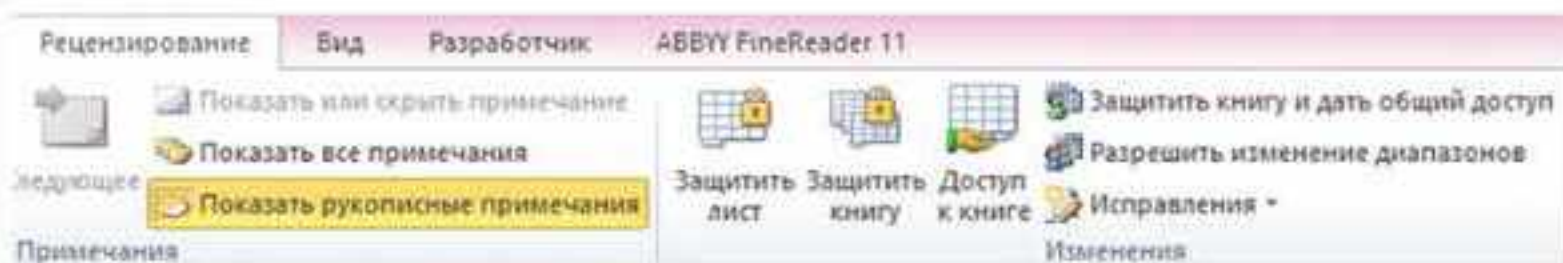 Рецензирование Вид Разработчик ABBYY FineReader 11
Показать или скрыть примечание
Показать все примечания
ледующее
Показать рукописные примечания
Примечания
Защитить лист
Защитить книгу
Доступ к книге
Защитить книгу и дать общий доступ
Разрешить изменение диапазонов
Исправления
Изменения